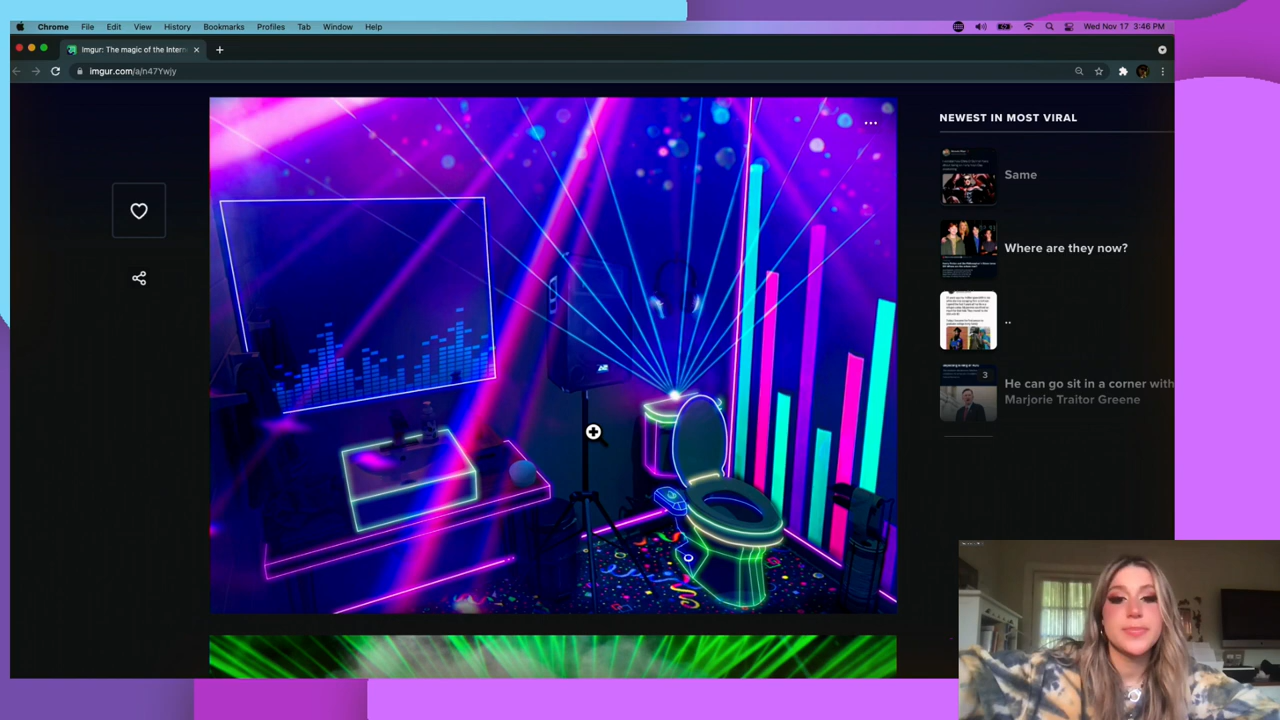 Chrome File Edit View History Bookmarks Profiles Tab Window Help
Wed Nov 17 3:46 PM
Imgur: The magic of the Intern
imgur.com/a/n47Ywjy
NEWEST IN MOST VIRAL
Same
Where are they now?
..
3
He can go sit in a corner with
Marjorie Traitor Greene